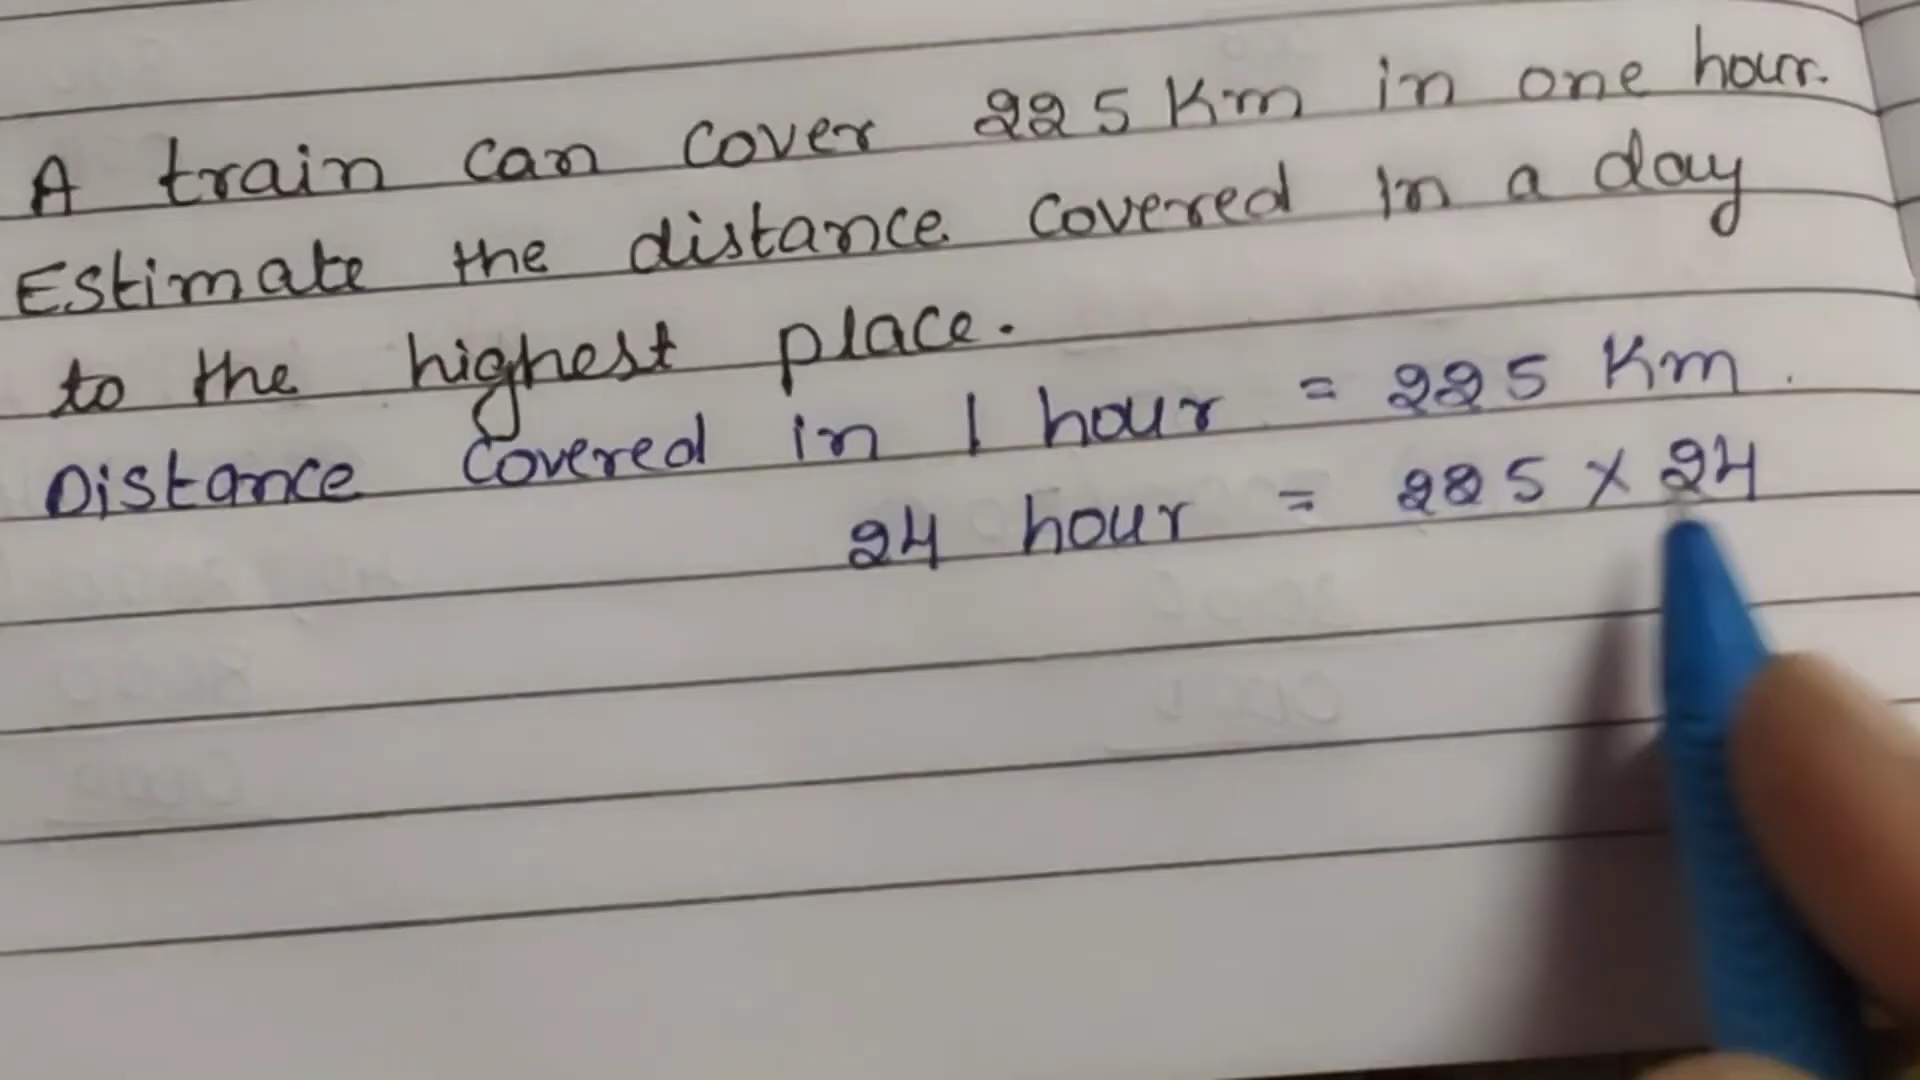 A train can cover 225 Km in one hour.
Estimate the distance covered in a day
to the highest place.
Distance covered in 1 hour = 225 Km
24 hour = 225 × 24